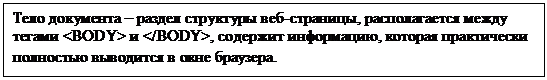 Тело документа – раздел структуры веб-страницы, располагается между
тегами <BODY> и </BODY>, содержит информацию, которая практически
полностью выводится в окне браузера.